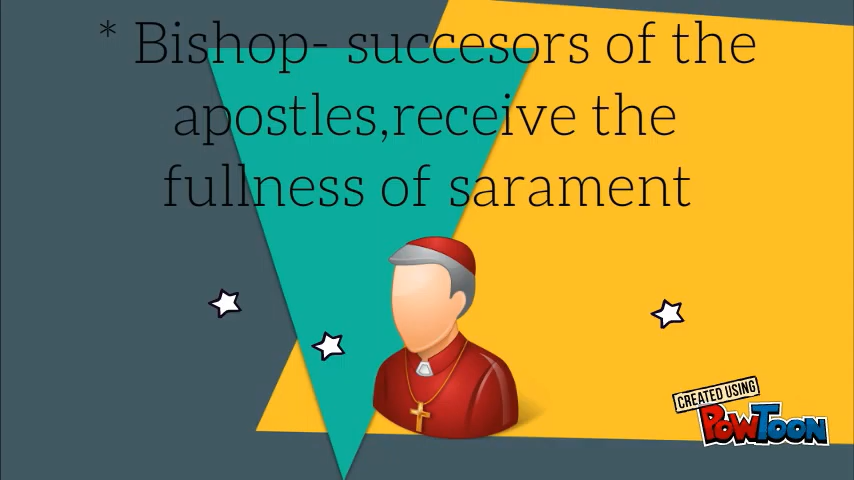 * Bishop- succesors of the
apostles,receive the
fullness of sarament
CREATED USING
POWTOON